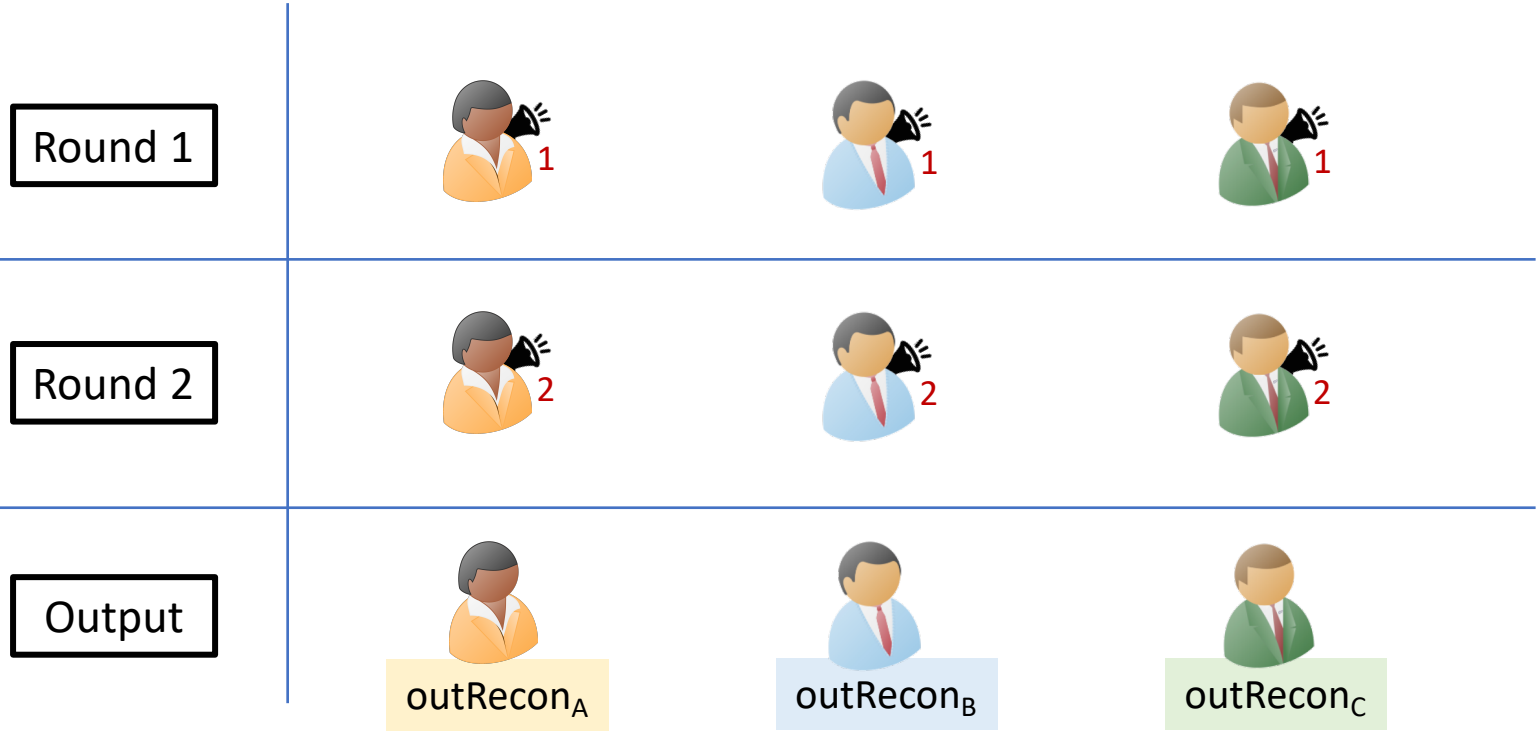 Round 1
1 1 1
Round 2
2 2 2
Output
outRecon_A outRecon_B outRecon_C